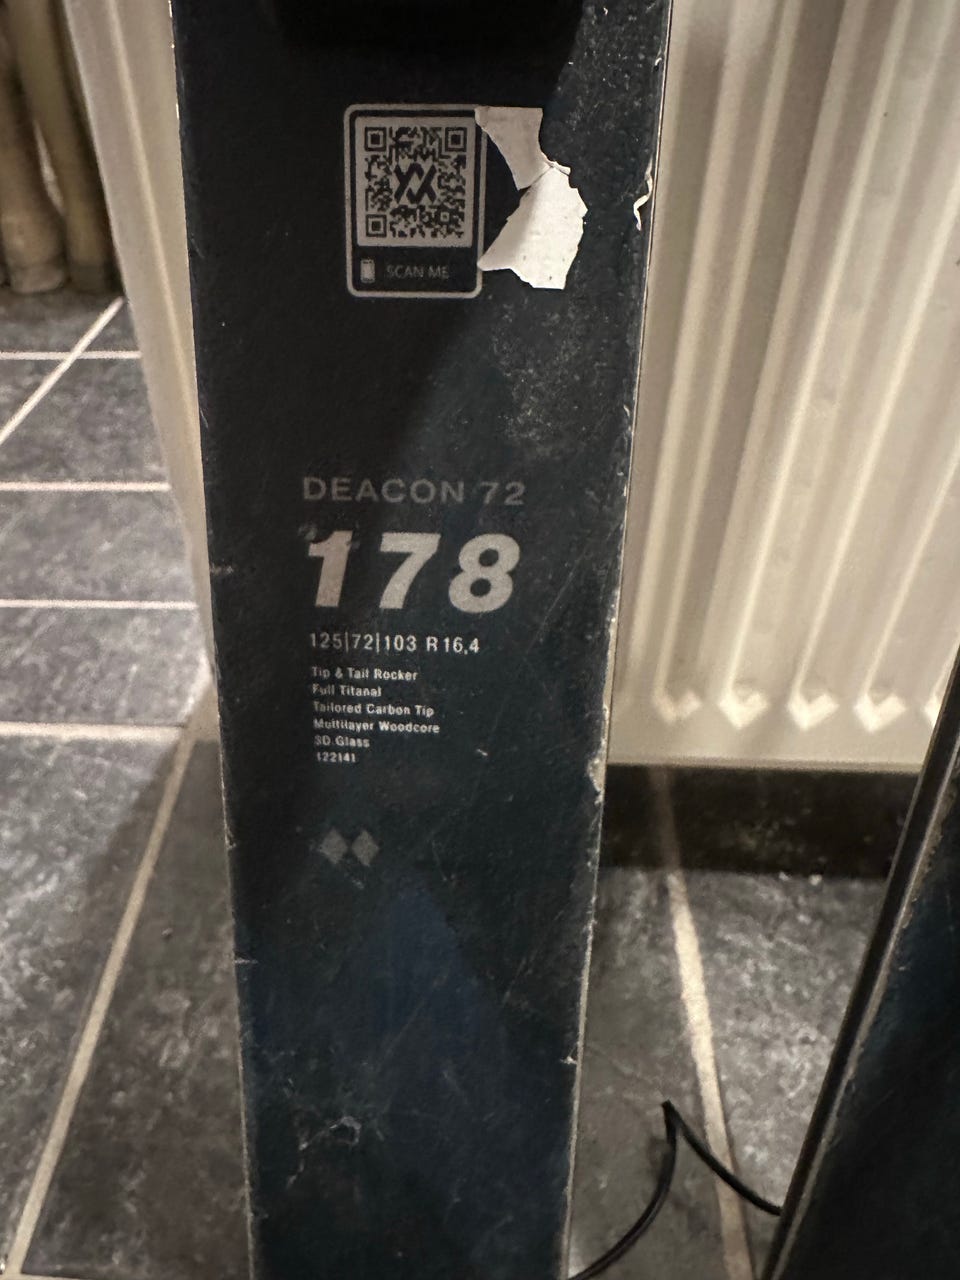 SCAN ME
DEACON 72
178
125|72|103 R 16,4
Tip & Tail Rocker
Full Titanal
Tailored Carbon Tip
Multilayer Woodcore
3D Glass
122141